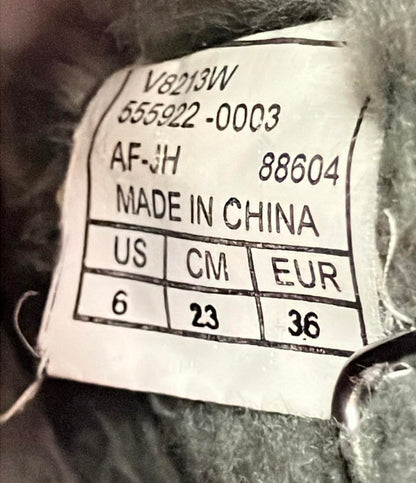 V8213W
555922-0003
AF-JH 88604
MADE IN CHINA
US CM EUR
6 23 36